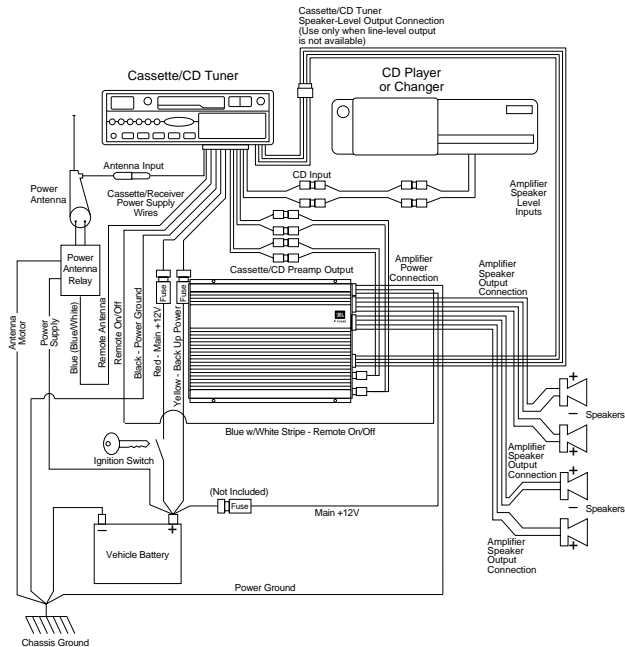 Cassette/CD Tuner
Speaker-Level Output Connection
(Use only when line-level output
is not available)
Cassette/CD Tuner
CD Player
or Changer
Antenna Input
CD Input
Power
Antenna
Cassette/Receiver
Power Supply
Wires
Amplifier
Speaker
Level
Inputs
Power
Antenna
Relay
Cassette/CD Preamp Output
Amplifier
Power
Connection
Amplifier
Speaker
Output
Connection
Antenna
Motor
Power
Supply
Blue (Blue/White)
Remote Antenna
Remote On/Off
Black - Power Ground
Red - Main +12V
Fuse
Yellow - Back Up Power
Fuse
JBL
+
Speakers
+
Blue w/White Stripe - Remote On/Off
Ignition Switch
Amplifier
Speaker
Output
Connection
+
Speakers
+
(Not Included)
Fuse
Main +12V
Amplifier
Speaker
Output
Connection
– +
Vehicle Battery
Power Ground
Chassis Ground